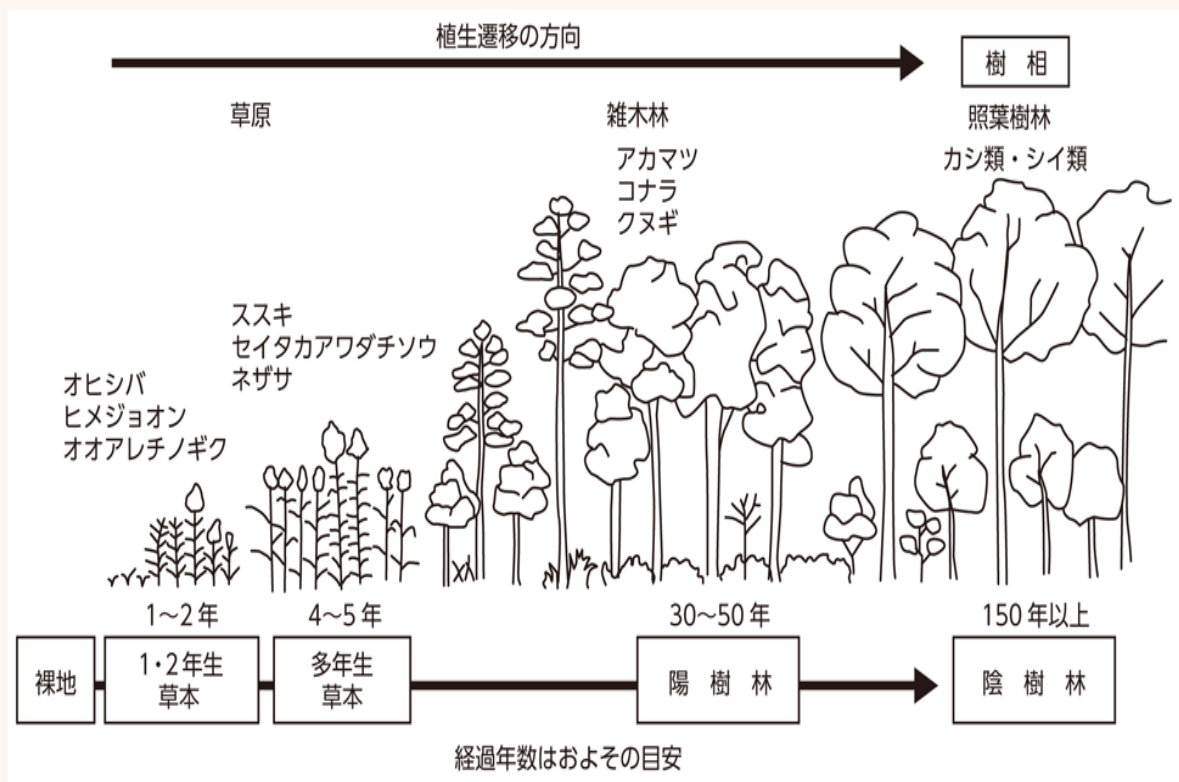 植生遷移の方向
樹 相
草原
雑木林
照葉樹林
アカマツ
コナラ
クヌギ
カシ類・シイ類
ススキ
セイタカアワダチソウ
ネザサ
オヒシバ
ヒメジョオン
オオアレチノギク
1〜2年
4〜5年
30〜50年
150年以上
裸地
1・2年生
草本
多年生
草本
陽 樹 林
陰 樹 林
経過年数はおよその目安